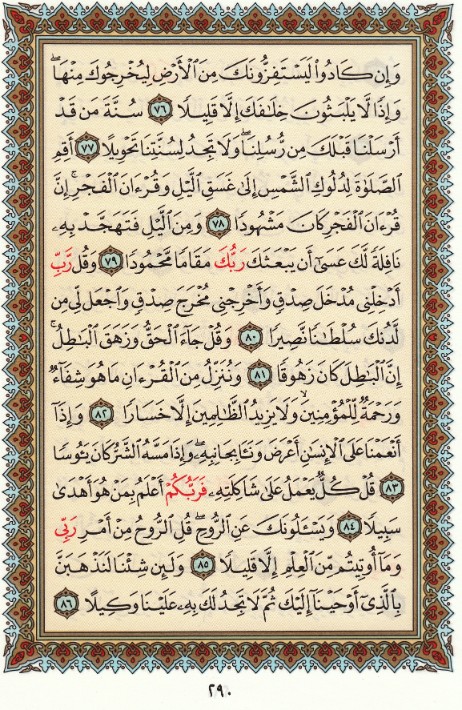 وَإِن كَادُوا۟ لَيَسْتَفِزُّونَكَ مِنَ ٱلْأَرْضِ لِيُخْرِجُوكَ مِنْهَا ۖ
وَإِذًا لَّا يَلْبَثُونَ خِلَـٰفَكَ إِلَّا قَلِيلًا ٧٦ سُنَّةَ مَن قَدْ
أَرْسَلْنَا قَبْلَكَ مِن رُّسُلِنَا ۖ وَلَا تَجِدُ لِسُنَّتِنَا تَحْوِيلًا ٧٧ أَقِمِ
ٱلصَّلَوٰةَ لِدُلُوكِ ٱلشَّمْسِ إِلَىٰ غَسَقِ ٱلَّيْلِ وَقُرْءَانَ ٱلْفَجْرِ ۖ إِنَّ
قُرْءَانَ ٱلْفَجْرِ كَانَ مَشْهُودًا ٧٨ وَمِنَ ٱلَّيْلِ فَتَهَجَّدْ بِهِۦ
نَافِلَةً لَّكَ عَسَىٰٓ أَن يَبْعَثَكَ رَبُّكَ مَقَامًا مَّحْمُودًا ٧٩ وَقُل رَّبِّ
أَدْخِلْنِى مُدْخَلَ صِدْقٍ وَأَخْرِجْنِى مُخْرَجَ صِدْقٍ وَٱجْعَل لِّى مِن
لَّدُنكَ سُلْطَـٰنًا نَّصِيرًا ٨٠ وَقُلْ جَآءَ ٱلْحَقُّ وَزَهَقَ ٱلْبَـٰطِلُ ۚ
إِنَّ ٱلْبَـٰطِلَ كَانَ زَهُوقًا ٨١ وَنُنَزِّلُ مِنَ ٱلْقُرْءَانِ مَا هُوَ شِفَآءٌ
وَرَحْمَةٌ لِّلْمُؤْمِنِينَ ۙ وَلَا يَزِيدُ ٱلظَّـٰلِمِينَ إِلَّا خَسَارًا ٨٢ وَإِذَآ
أَنْعَمْنَا عَلَى ٱلْإِنسَـٰنِ أَعْرَضَ وَنَـَٔا بِجَانِبِهِۦ ۖ وَإِذَا مَسَّهُ ٱلشَّرُّ كَانَ يَـُٔوسًا
٨٣ قُلْ كُلٌّ يَعْمَلُ عَلَىٰ شَاكِلَتِهِۦ فَرَبُّكُمْ أَعْلَمُ بِمَنْ هُوَ أَهْدَىٰ
سَبِيلًا ٨٤ وَيَسْـَٔلُونَكَ عَنِ ٱلرُّوحِ ۖ قُلِ ٱلرُّوحُ مِنْ أَمْرِ رَبِّى
وَمَآ أُوتِيتُم مِّنَ ٱلْعِلْمِ إِلَّا قَلِيلًا ٨٥ وَلَئِن شِئْنَا لَنَذْهَبَنَّ
بِٱلَّذِىٓ أَوْحَيْنَآ إِلَيْكَ ثُمَّ لَا تَجِدُ لَكَ بِهِۦ عَلَيْنَا وَكِيلًا ٨٦
٢٩٠